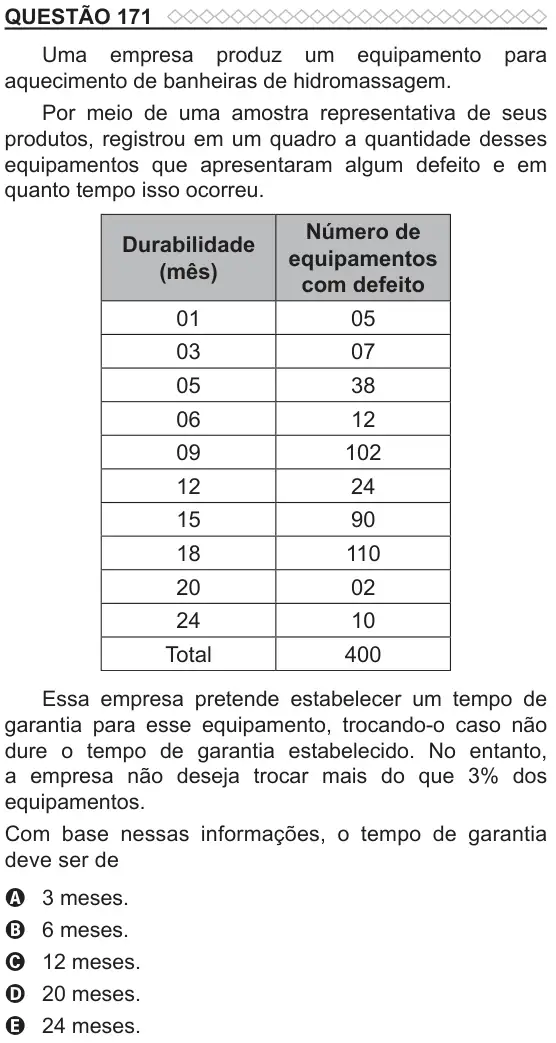 QUESTÃO 171
Uma empresa produz um equipamento para
aquecimento de banheiras de hidromassagem.
Por meio de uma amostra representativa de seus
produtos, registrou em um quadro a quantidade desses
equipamentos que apresentaram algum defeito e em
quanto tempo isso ocorreu.
Durabilidade (mês) Número de equipamentos com defeito
01 05
03 07
05 38
06 12
09 102
12 24
15 90
18 110
20 02
24 10
Total 400
Essa empresa pretende estabelecer um tempo de
garantia para esse equipamento, trocando-o caso não
dure o tempo de garantia estabelecido. No entanto,
a empresa não deseja trocar mais do que 3% dos
equipamentos.
Com base nessas informações, o tempo de garantia
deve ser de
A 3 meses.
B 6 meses.
C 12 meses.
D 20 meses.
E 24 meses.